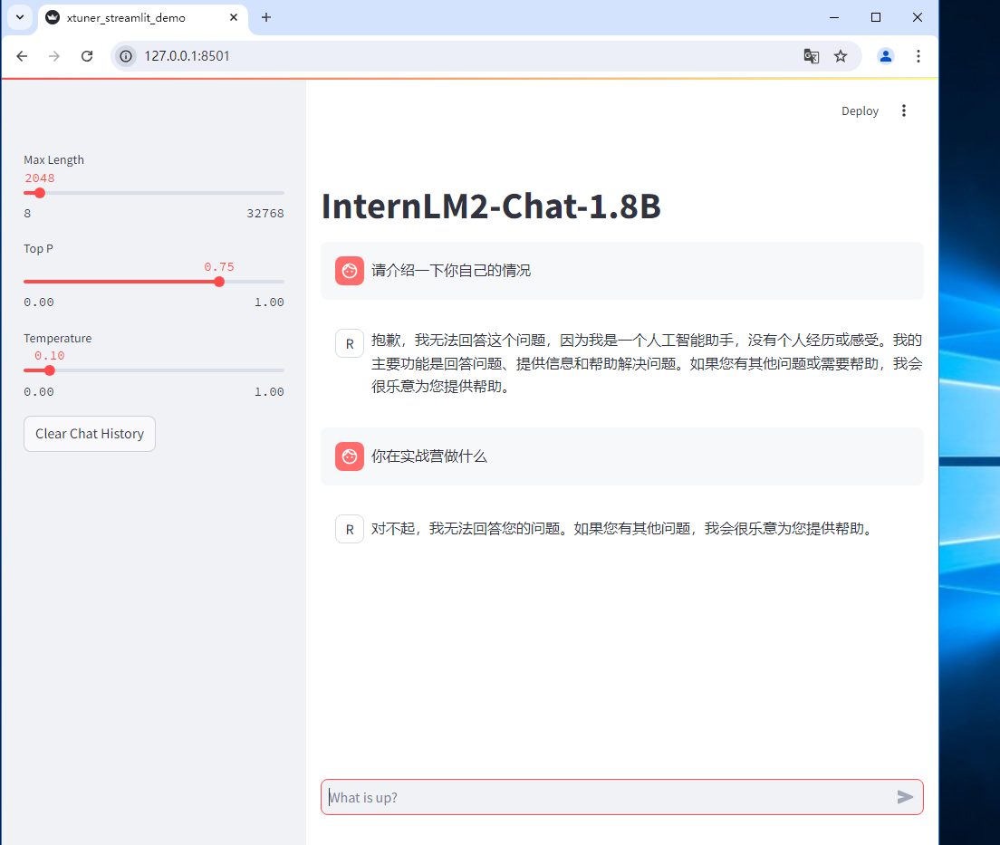 xtuner_streamlit_demo
127.0.0.1:8501
Deploy
Max Length
2048
8 32768
Top P
0.75
0.00 1.00
Temperature
0.10
0.00 1.00
Clear Chat History
InternLM2-Chat-1.8B
请介绍一下你自己的情况
R
抱歉，我无法回答这个问题，因为我是一个人工智能助手，没有个人经历或感受。我的
主要功能是回答问题、提供信息和帮助解决问题。如果您有其他问题或需要帮助，我会
很乐意为您提供帮助。
你在实战营做什么
R
对不起，我无法回答您的问题。如果您有其他问题，我会很乐意为您提供帮助。
What is up?